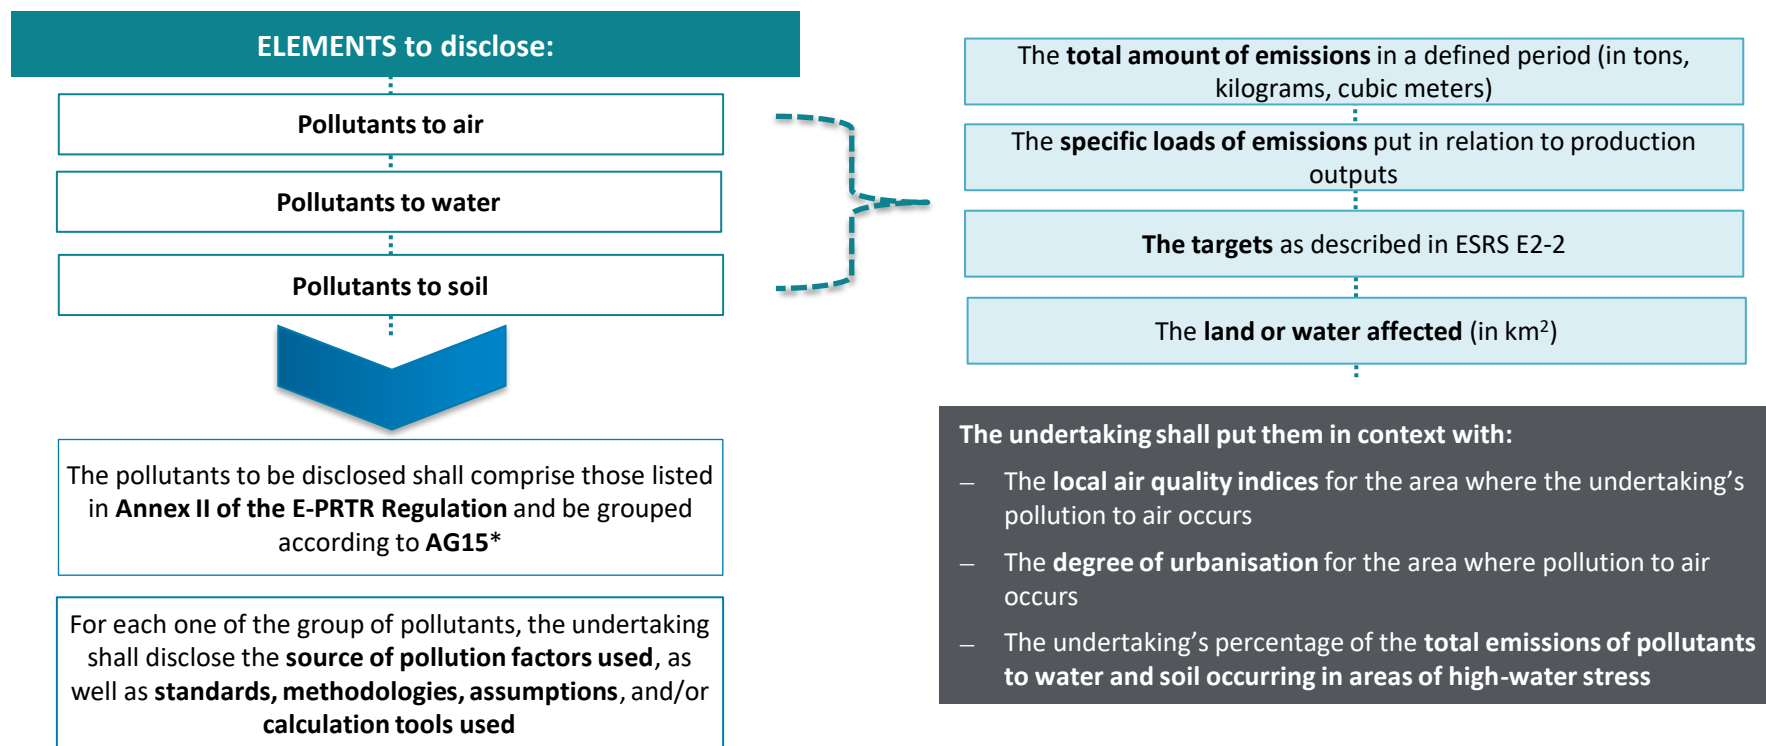 ELEMENTS to disclose:
Pollutants to air
Pollutants to water
Pollutants to soil
The pollutants to be disclosed shall comprise those listed
in Annex II of the E-PRTR Regulation and be grouped
according to AG15*
For each one of the group of pollutants, the undertaking
shall disclose the source of pollution factors used, as
well as standards, methodologies, assumptions, and/or
calculation tools used
The total amount of emissions in a defined period (in tons,
kilograms, cubic meters)
The specific loads of emissions put in relation to production
outputs
The targets as described in ESRS E2-2
The land or water affected (in km²)
The undertaking shall put them in context with:
– The local air quality indices for the area where the undertaking's
pollution to air occurs
– The degree of urbanisation for the area where pollution to air
occurs
– The undertaking's percentage of the total emissions of pollutants
to water and soil occurring in areas of high-water stress